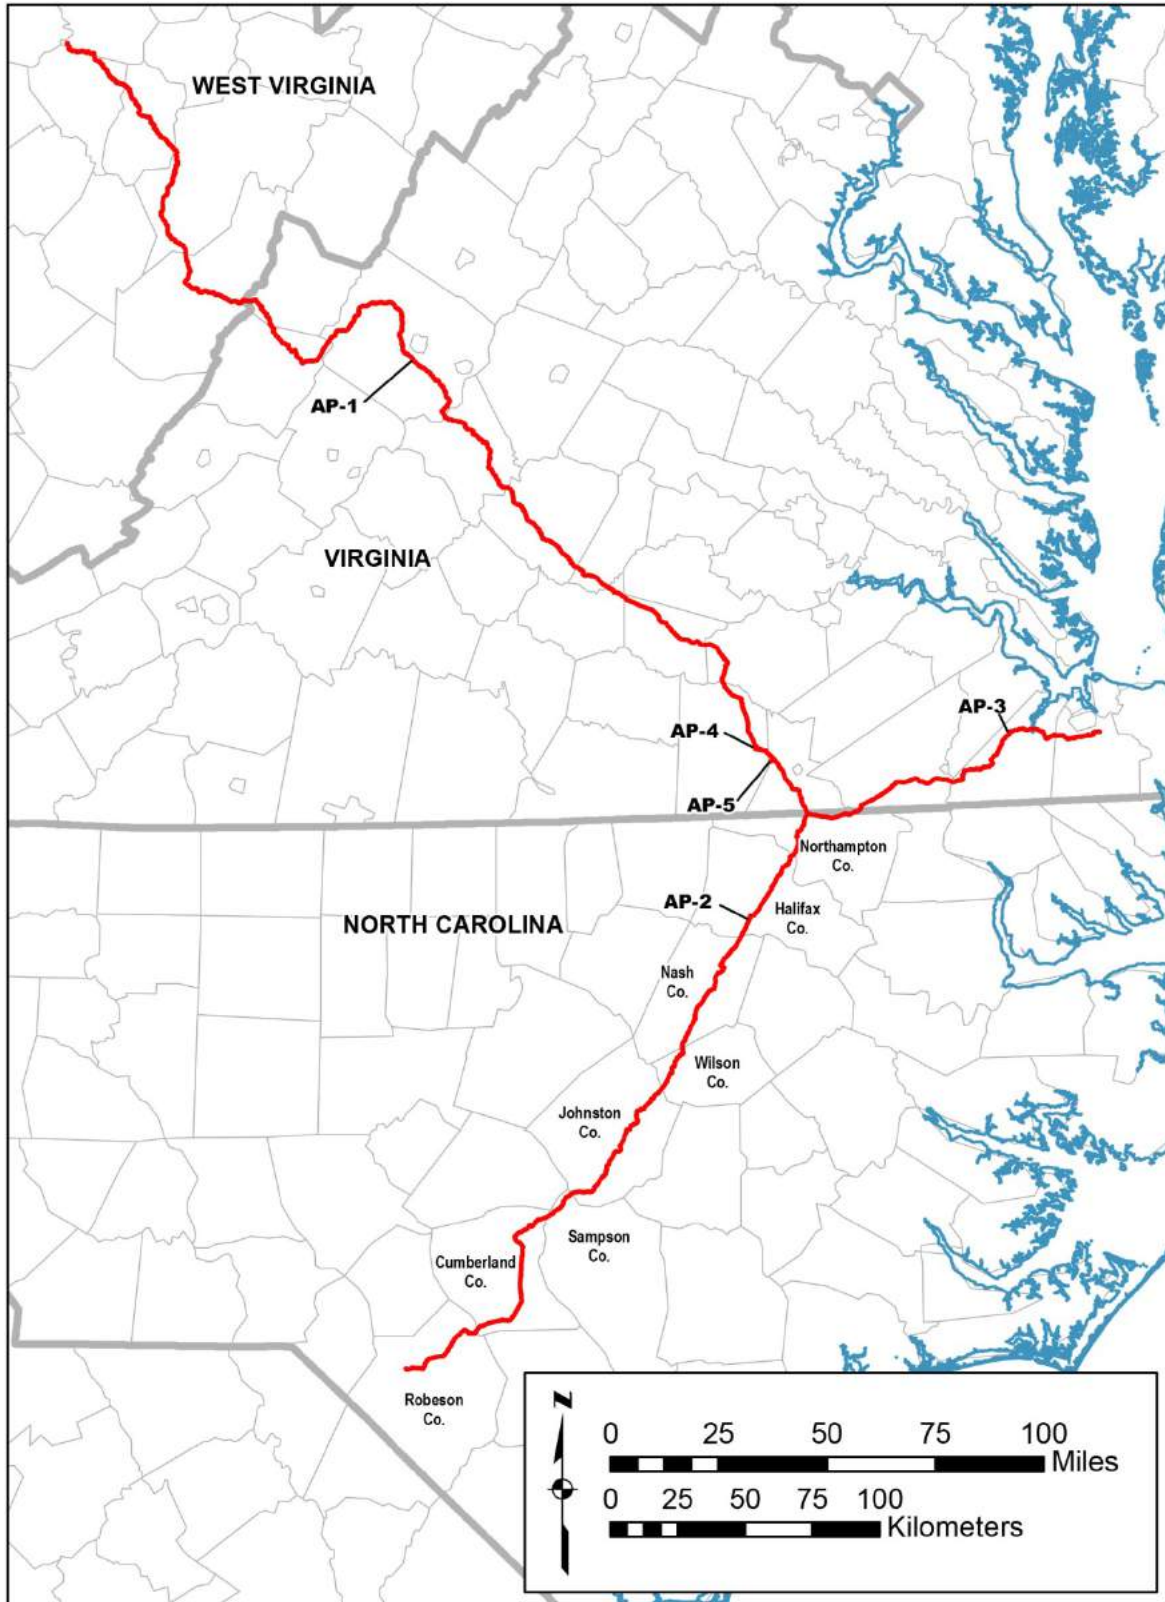 WEST VIRGINIA
AP-1
VIRGINIA
AP-3
AP-4
AP-5
Northampton
Co.
AP-2
Halifax
Co.
NORTH CAROLINA
Nash
Co.
Wilson
Co.
Johnston
Co.
Sampson
Co.
Cumberland
Co.
Robeson
Co.
N
0 25 50 75 100
Miles
0 25 50 75 100
Kilometers